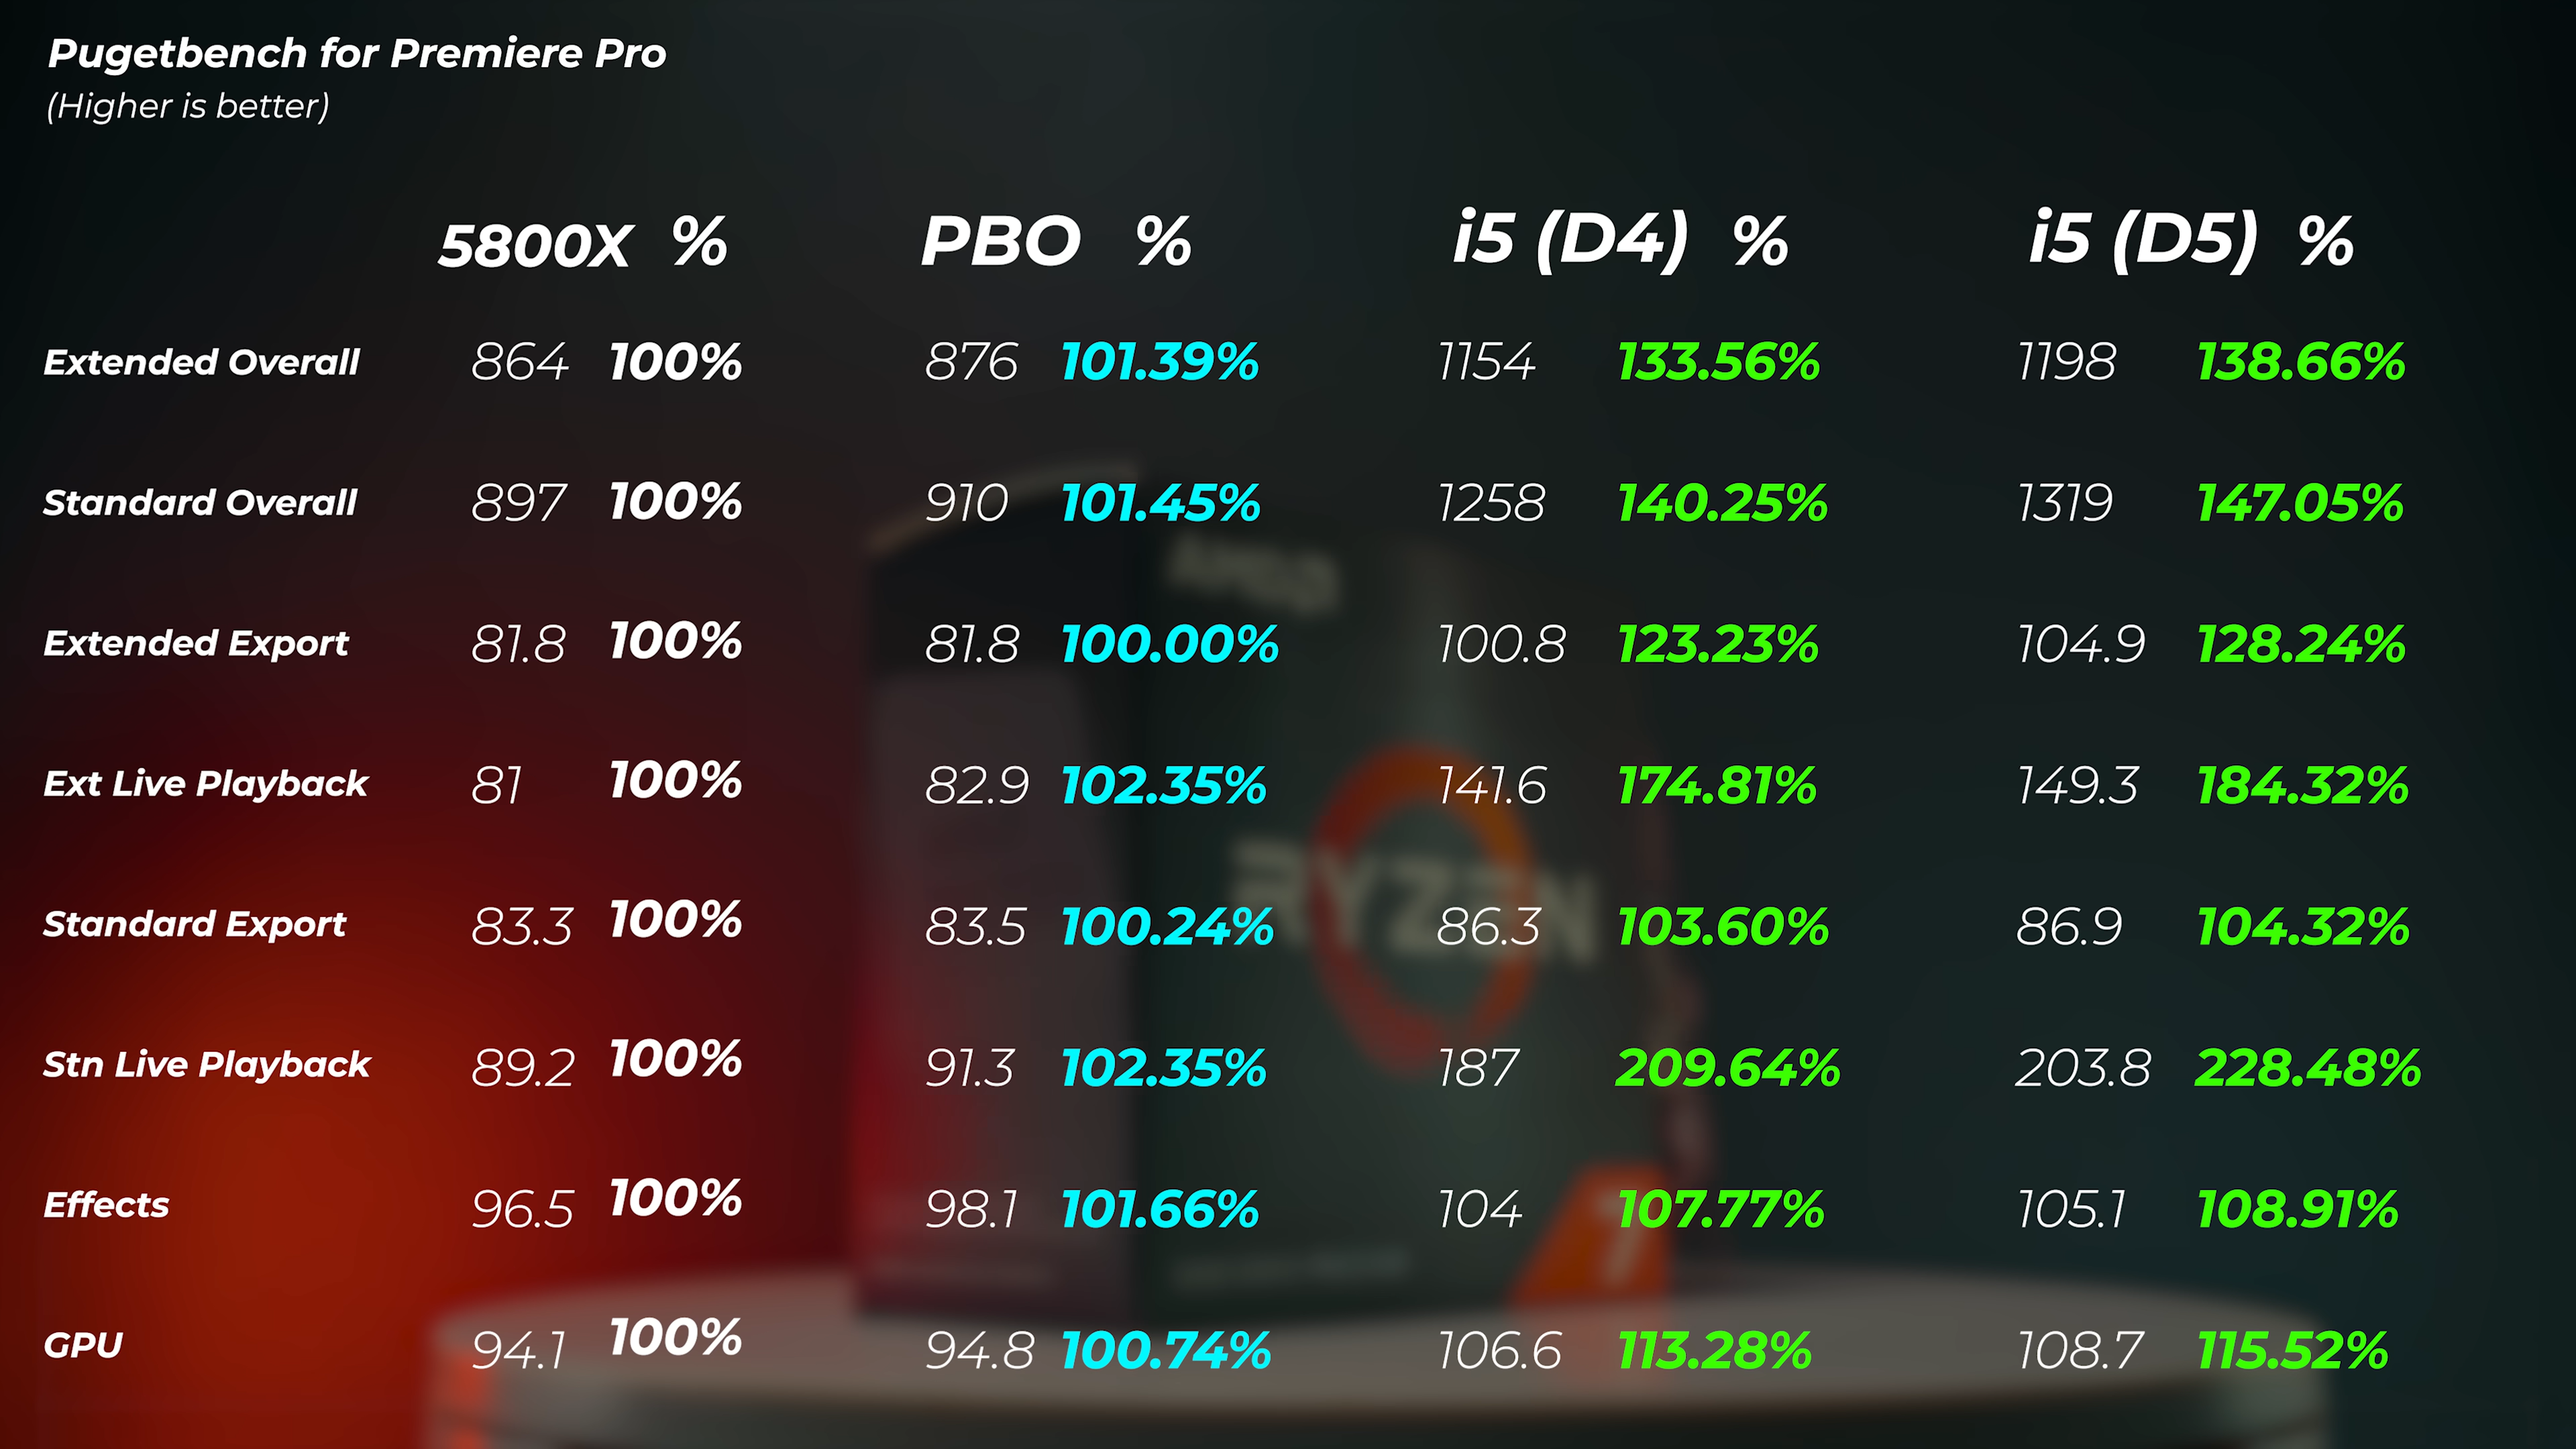 Pugetbench for Premiere Pro
(Higher is better)
5800X % PBO % i5 (D4) % i5 (D5) %
Extended Overall 864 100% 876 101.39% 1154 133.56% 1198 138.66%
Standard Overall 897 100% 910 101.45% 1258 140.25% 1319 147.05%
Extended Export 81.8 100% 81.8 100.00% 100.8 123.23% 104.9 128.24%
Ext Live Playback 81 100% 82.9 102.35% 141.6 174.81% 149.3 184.32%
Standard Export 83.3 100% 83.5 100.24% 86.3 103.60% 86.9 104.32%
Stn Live Playback 89.2 100% 91.3 102.35% 187 209.64% 203.8 228.48%
Effects 96.5 100% 98.1 101.66% 104 107.77% 105.1 108.91%
GPU 94.1 100% 94.8 100.74% 106.6 113.28% 108.7 115.52%
AMD
RYZEN
7